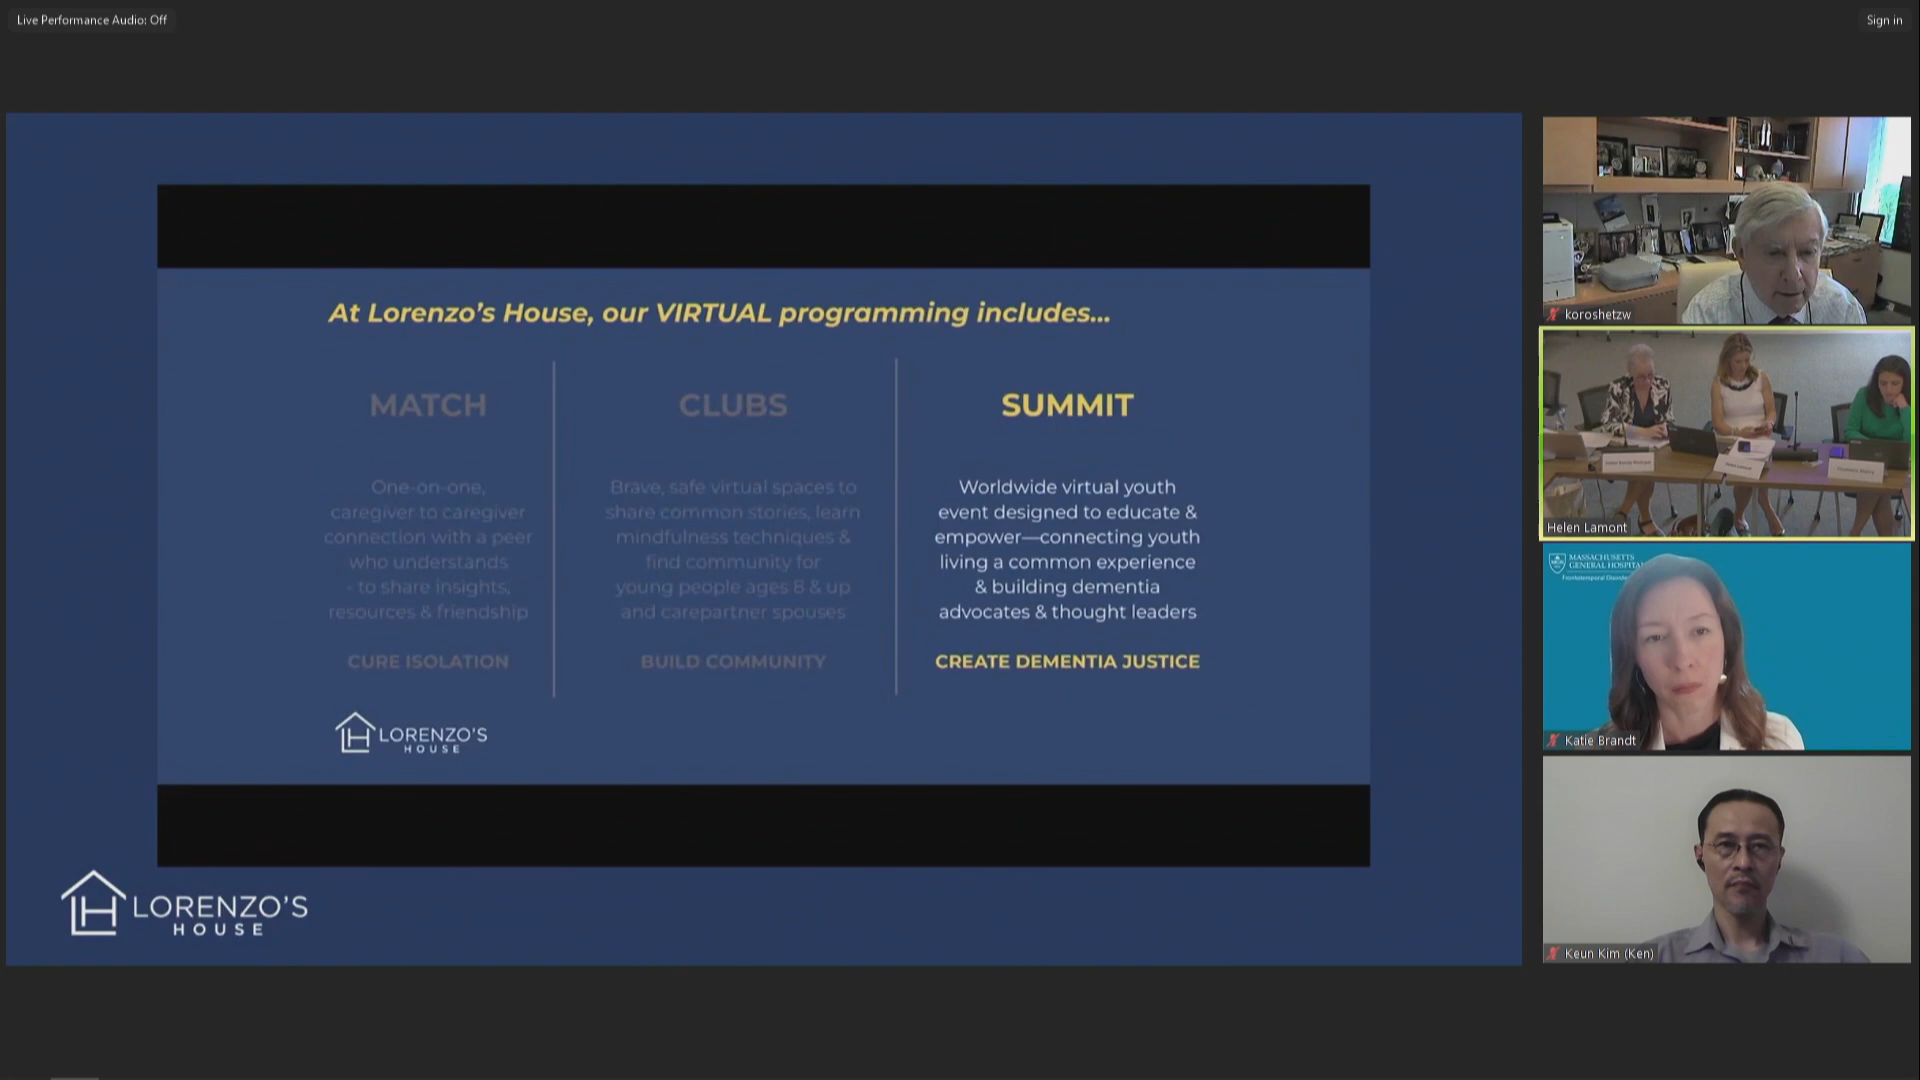 Live Performance Audio: Off
Sign in
At Lorenzo's House, our VIRTUAL programming includes...
MATCH
One-on-one,
caregiver to caregiver
connection with a peer
who understands
- to share insights,
resources & friendship
CURE ISOLATION
CLUBS
Brave, safe virtual spaces to
share common stories, learn
mindfulness techniques &
find community for
young people ages 8 & up
and carepartner spouses
BUILD COMMUNITY
SUMMIT
Worldwide virtual youth
event designed to educate &
empower—connecting youth
living a common experience
& building dementia
advocates & thought leaders
CREATE DEMENTIA JUSTICE
LORENZO'S
HOUSE
LORENZO'S
HOUSE
koroshetzw
Helen Lamont
MASSACHUSETTS
GENERAL HOSPITAL
Katie Brandt
Keun Kim (Ken)